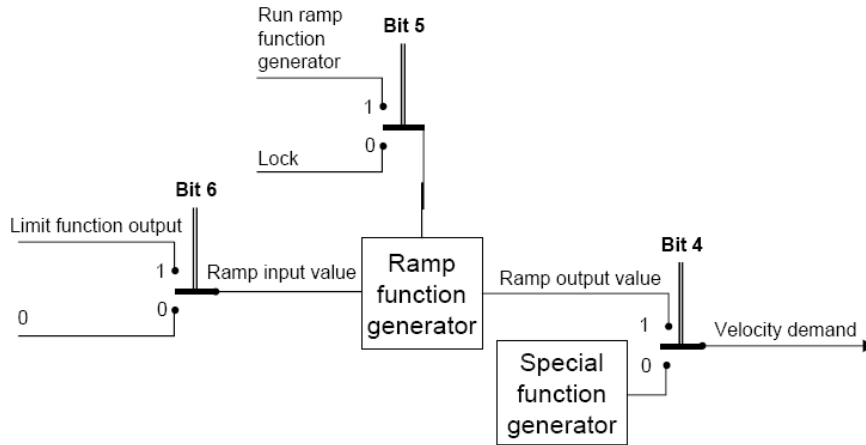 Run ramp
function
generator
Bit 5
1
0
Lock
Bit 6
Limit function output
1
Ramp input value
0
0
Ramp
function
generator
Ramp output value
Bit 4
1
Velocity demand
0
Special
function
generator